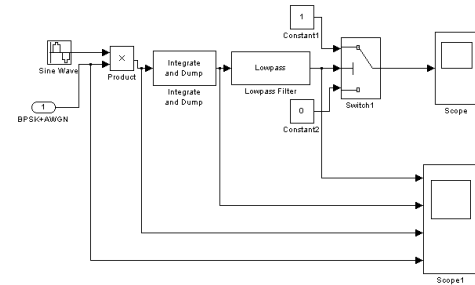 1
Constant1
Sine Wave
×
Product
Integrate
and Dump
Integrate
and Dump
Lowpass
Lowpass Filter
Switch1
Scope
1
BPSK+AWGN
0
Constant2
Scope1